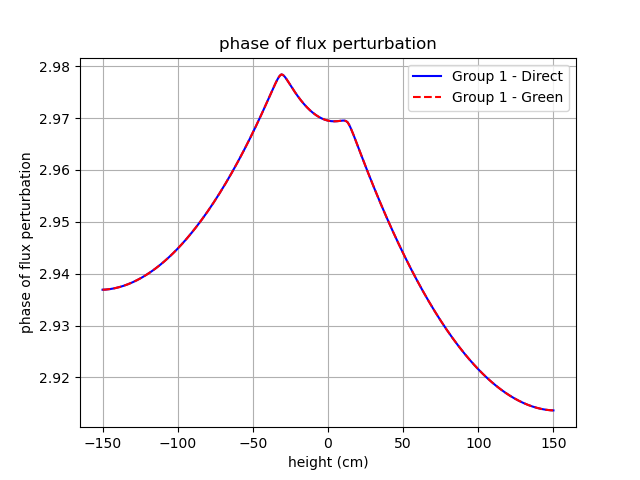 phase of flux perturbation
2.98
2.97
2.96
2.95
2.94
2.93
2.92
phase of flux perturbation
Group 1 - Direct
Group 1 - Green
−150
−100
−50
0
50
100
150
height (cm)